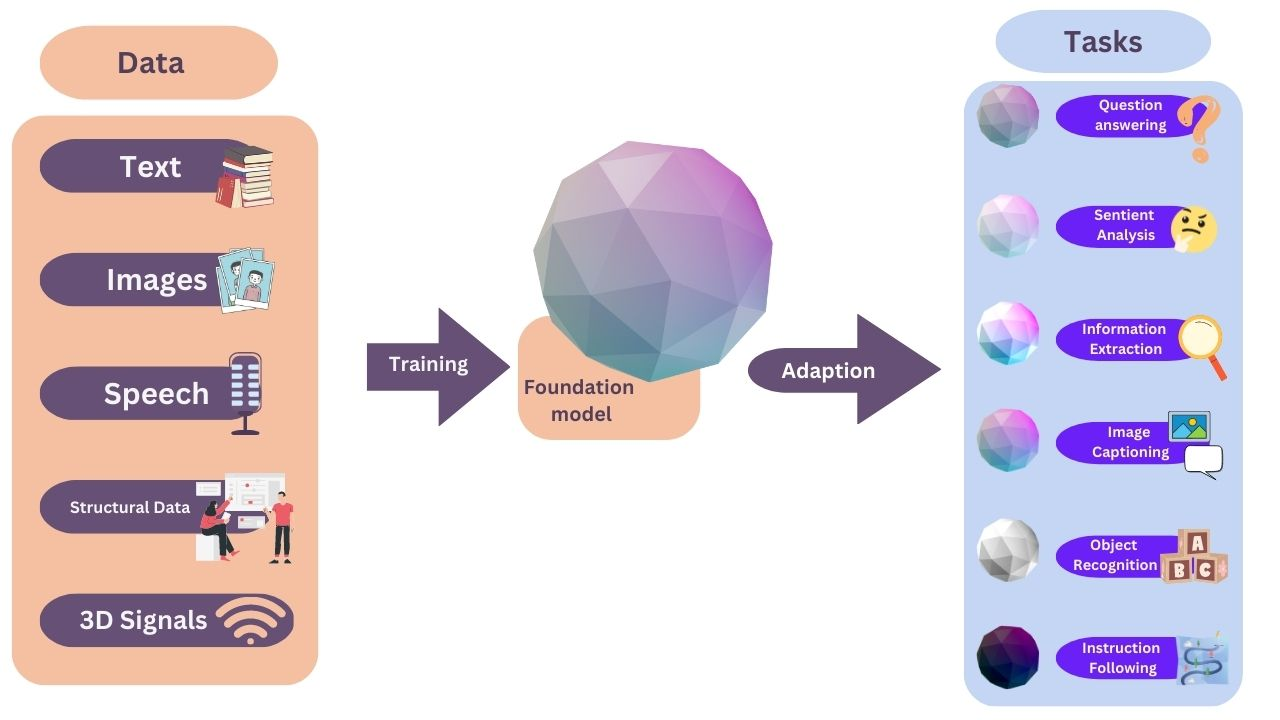 Data
Text
Images
Speech
Structural Data
3D Signals
Training
Foundation
model
Adaption
Tasks
Question
answering
Sentient
Analysis
Information
Extraction
Image
Captioning
Object
Recognition
A
B C
Instruction
Following